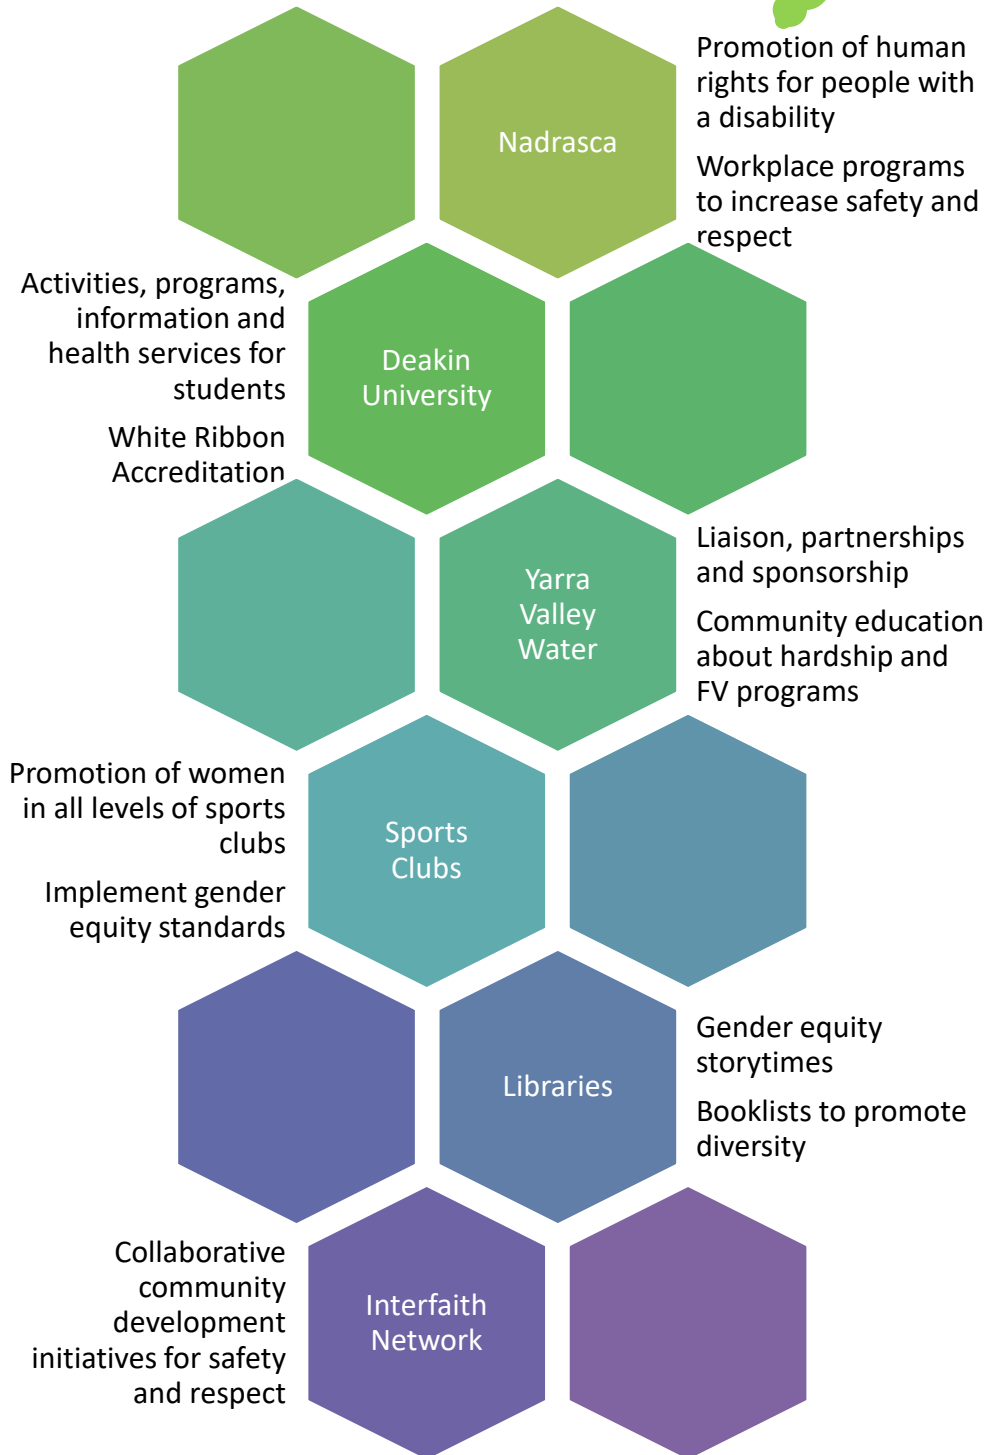 Nadrasca
Promotion of human
rights for people with
a disability
Workplace programs
to increase safety and
respect
Deakin
University
Activities, programs,
information and
health services for
students
White Ribbon
Accreditation
Yarra
Valley
Water
Liaison, partnerships
and sponsorship
Community education
about hardship and
FV programs
Sports
Clubs
Promotion of women
in all levels of sports
clubs
Implement gender
equity standards
Libraries
Gender equity
storytimes
Booklists to promote
diversity
Interfaith
Network
Collaborative
community
development
initiatives for safety
and respect